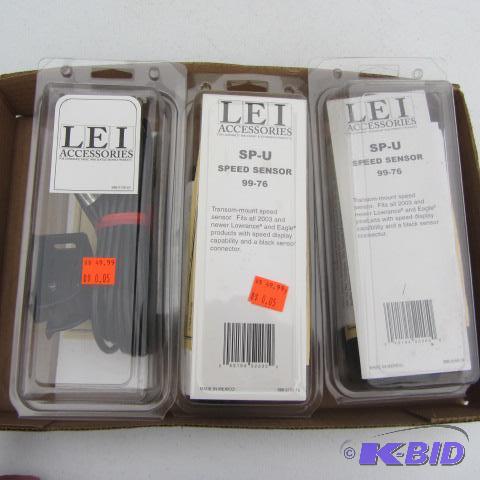 LEI
ACCESSORIES
$$ 49.99
$$ 0.05
LEI
ACCESSORIES
SP-U
SPEED SENSOR
99-76
Transom-mount speed
sensor. Fits all 2003 and
newer Lowrance® and Eagle®
products with speed display
capability and a black sensor
connector.
$$ 49.99
$$ 0.05
MADE IN MEXICO
LEI
ACCESSORIES
SP-U
SPEED SENSOR
99-76
Transom-mount speed
sensor. Fits all 2003 and
newer Lowrance® and Eagle®
products with speed display
capability and a black sensor
connector.
MADE IN MEXICO
© K-BID